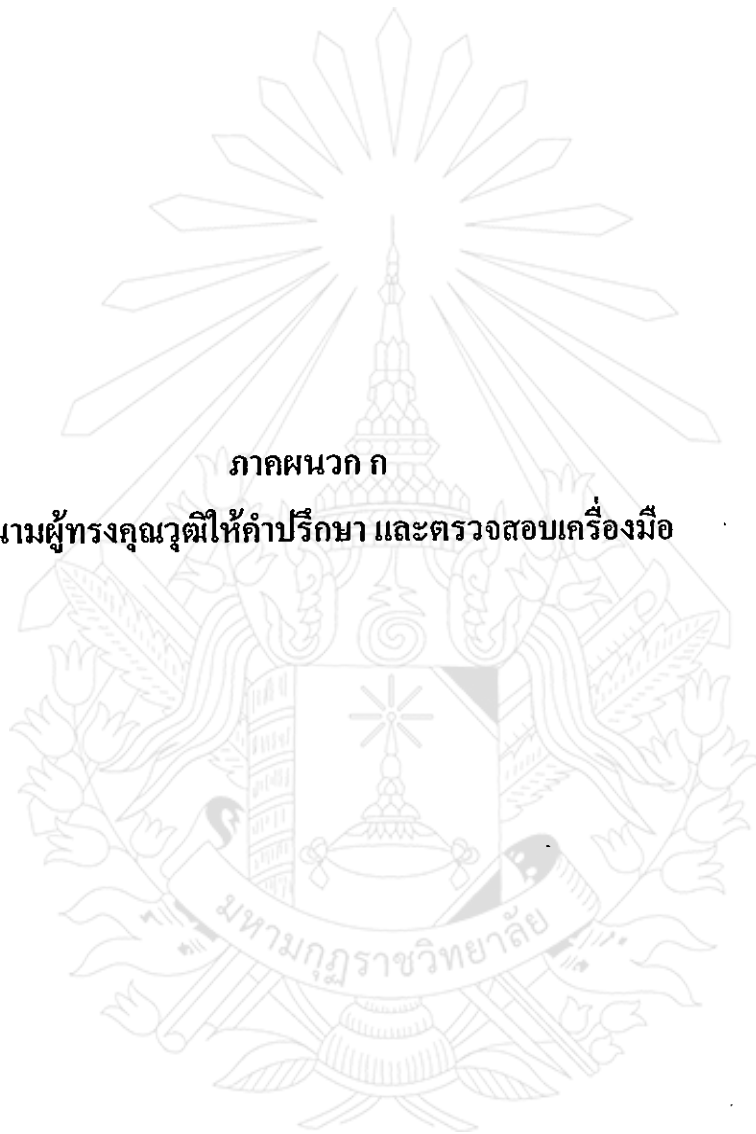 ภาคผนวก ก
นามผู้ทรงคุณวุฒิให้คำปรึกษา และตรวจสอบเครื่องมือ
มหามกุฏราชวิทยาลัย